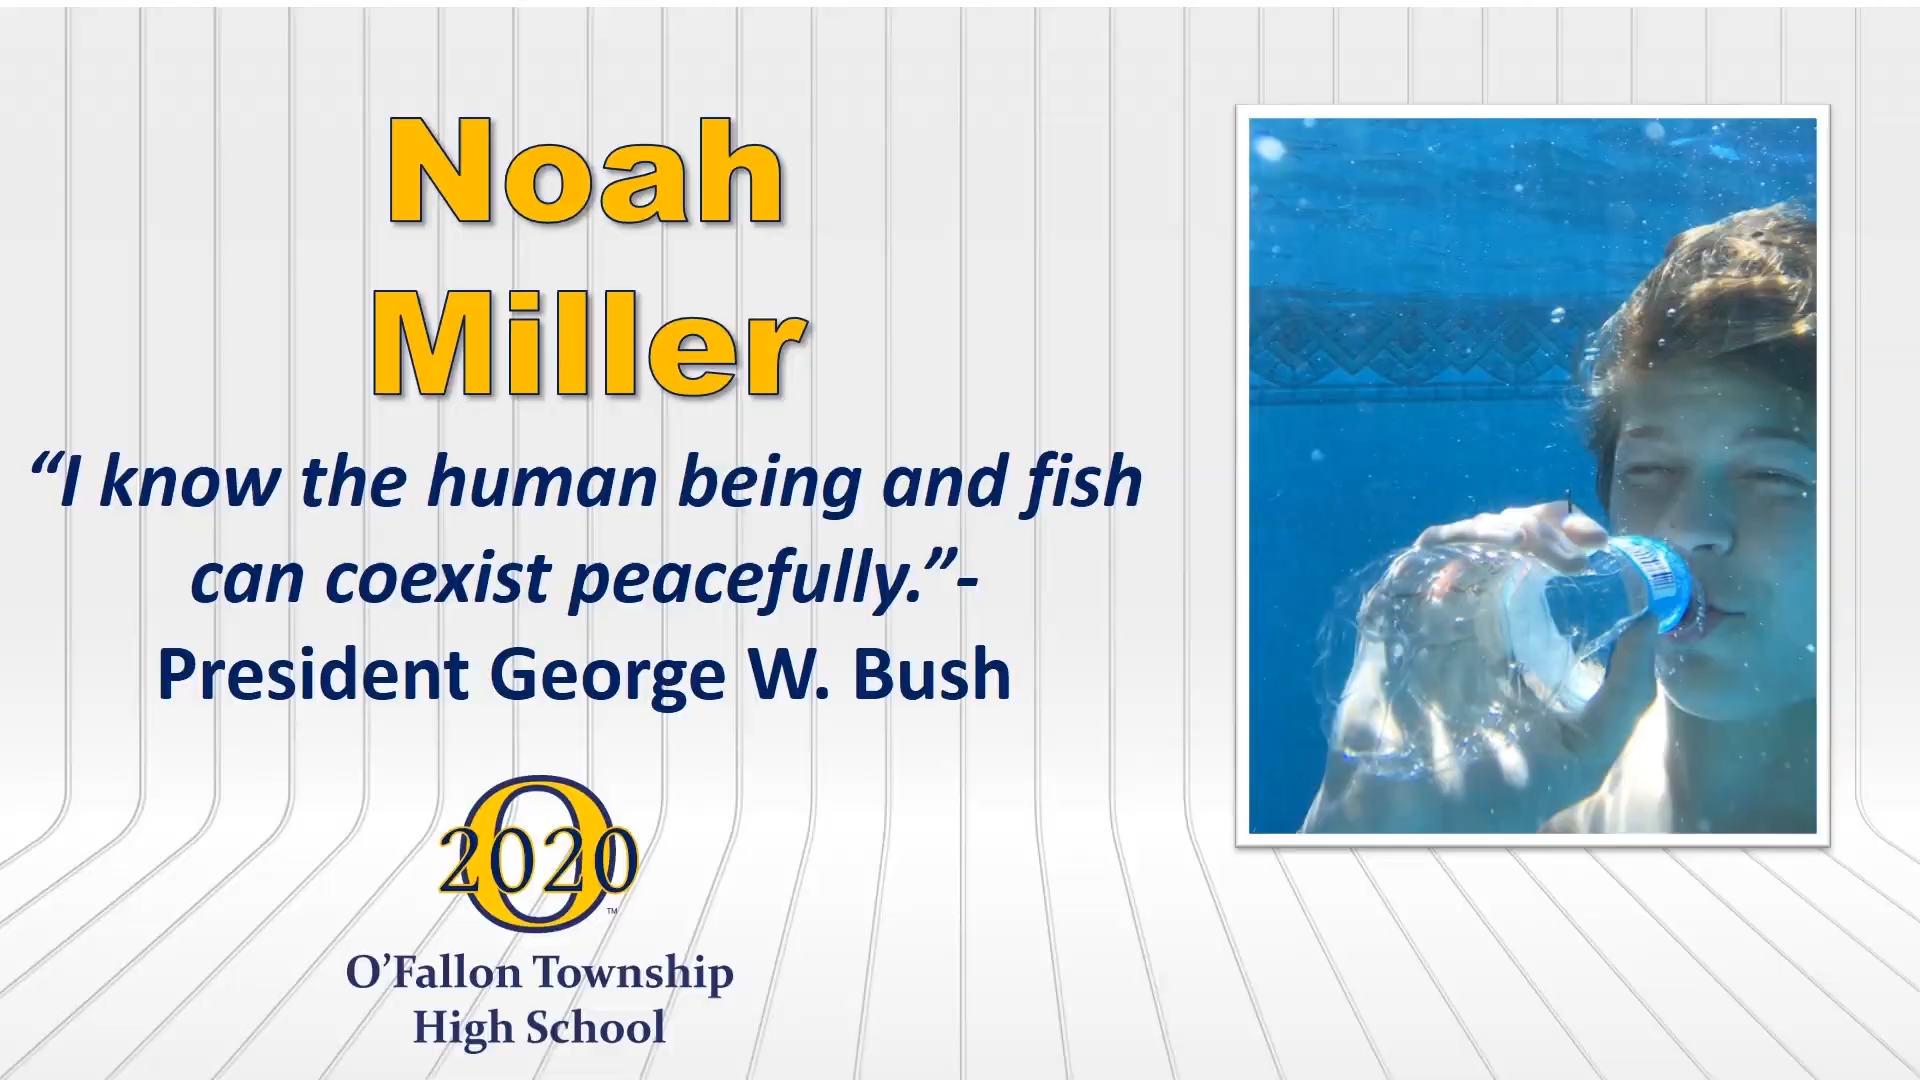 Noah
Miller
“I know the human being and fish
can coexist peacefully.”-
President George W. Bush
2020
TM
O’Fallon Township
High School